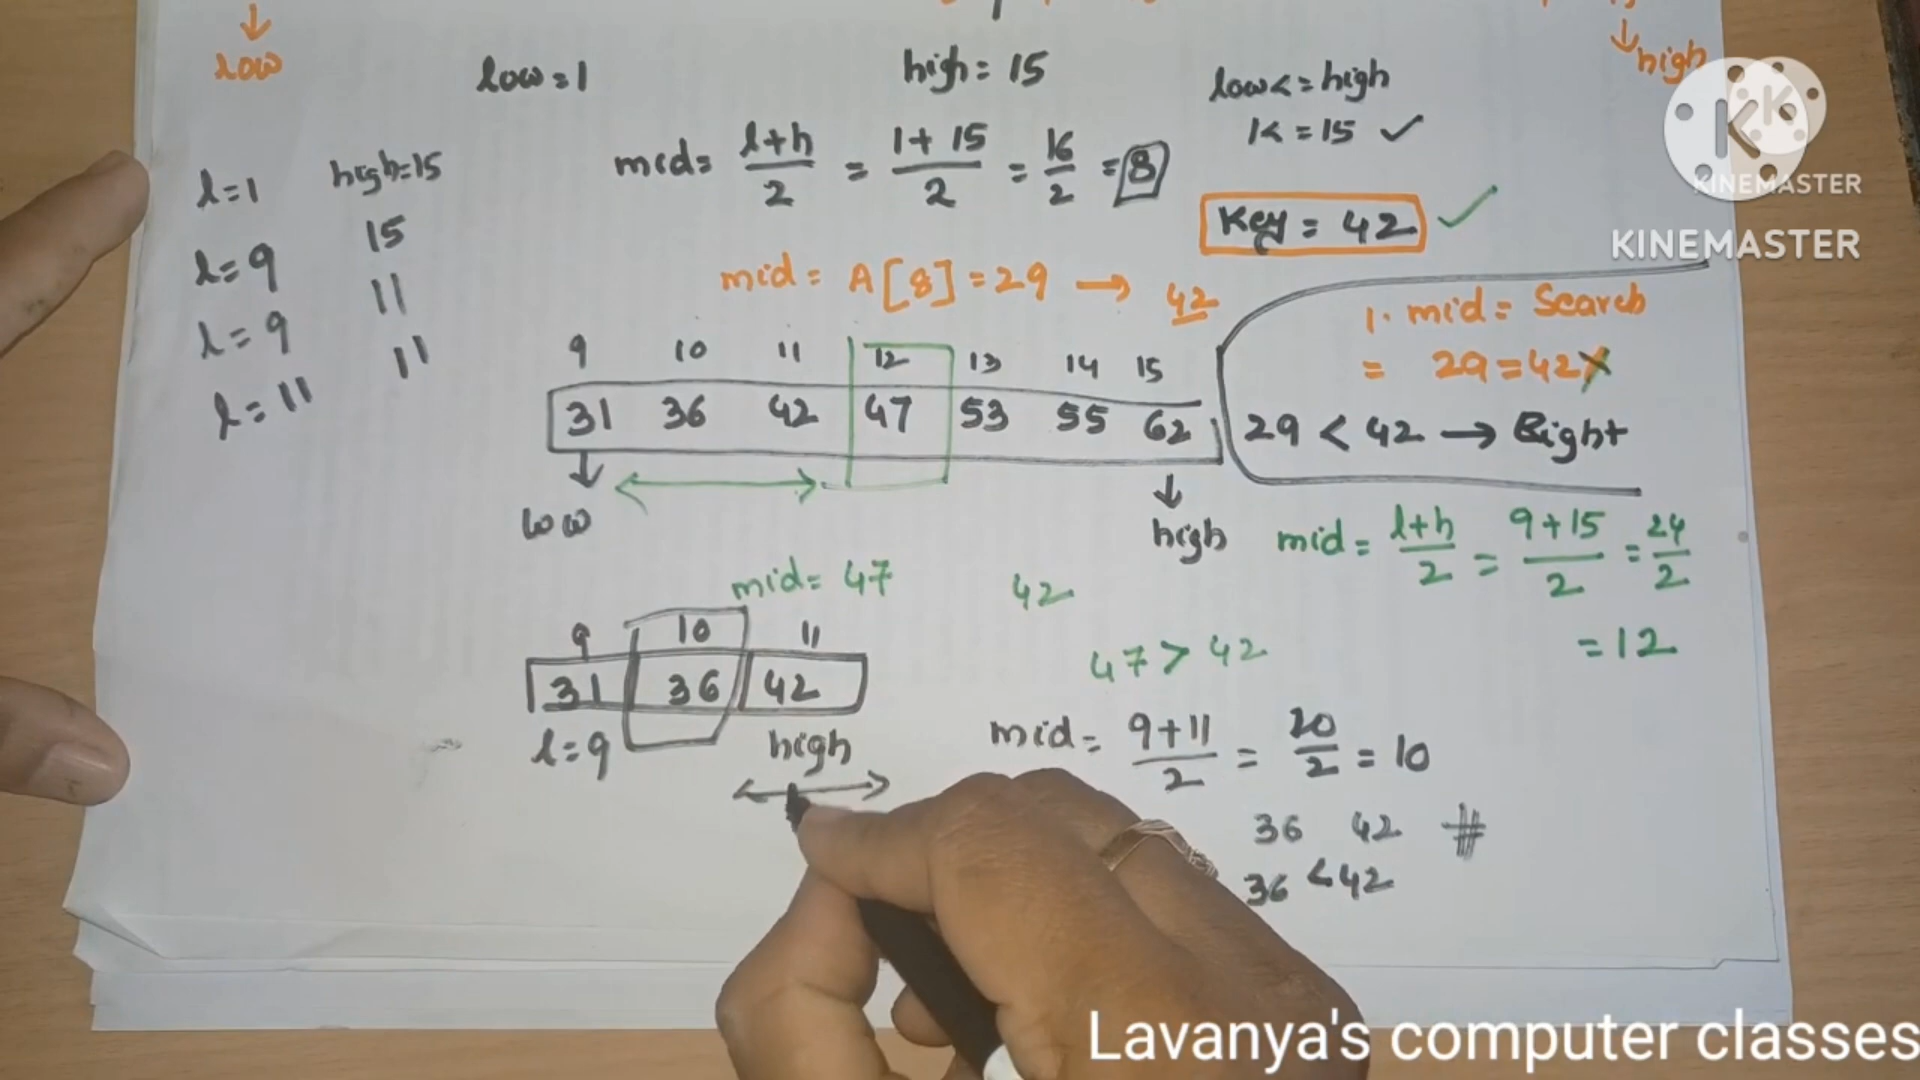 low
low=1
high= 15
low<=high
high
1<=15 ✓
mid= l+h/2 = 1+15/2 = 16/2 = 8
l=1 high=15
l=9 15
l=9 11
l=11 11
Key = 42 ✓
KINEMASTER
KINEMASTER
mid= A[8]=29 → 42
1. mid= Search
= 29=42 X
29 < 42 → Right
9 10 11 12 13 14 15
31 36 42 47 53 55 62
low
high
mid= l+h/2 = 9+15/2 = 24/2
= 12
mid= 47 42
47 > 42
9 10 11
31 36 42
l=9 high
mid= 9+11/2 = 20/2 = 10
36 42
36 < 42
Lavanya's computer classes